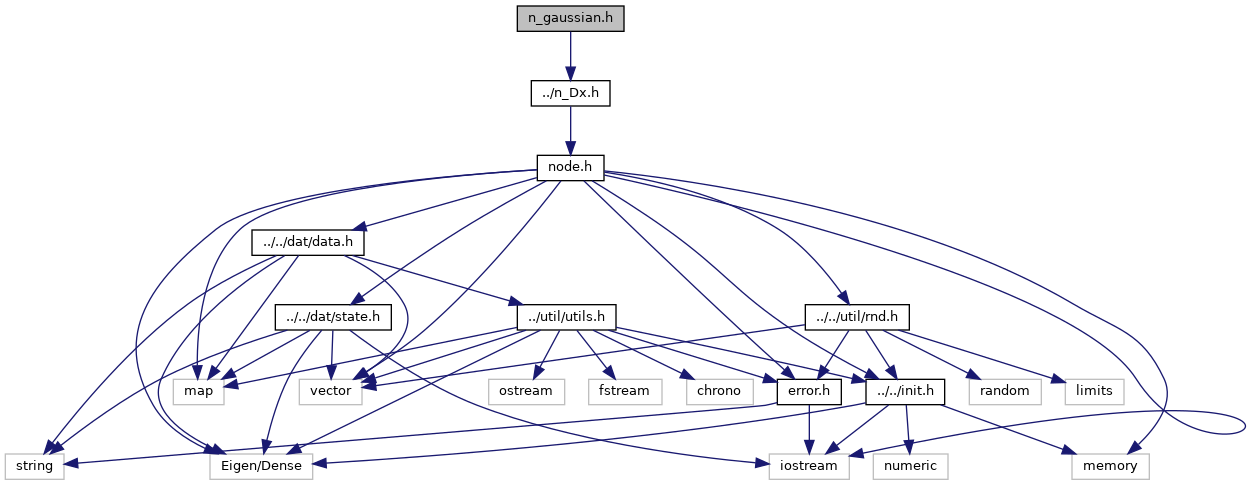 n_gaussian.h
../n_Dx.h
node.h
../../dat/data.h
../../dat/state.h
../util/utils.h
../../util/rnd.h
map
vector
ostream
fstream
chrono
error.h
../../init.h
random
limits
string
Eigen/Dense
iostream
numeric
memory